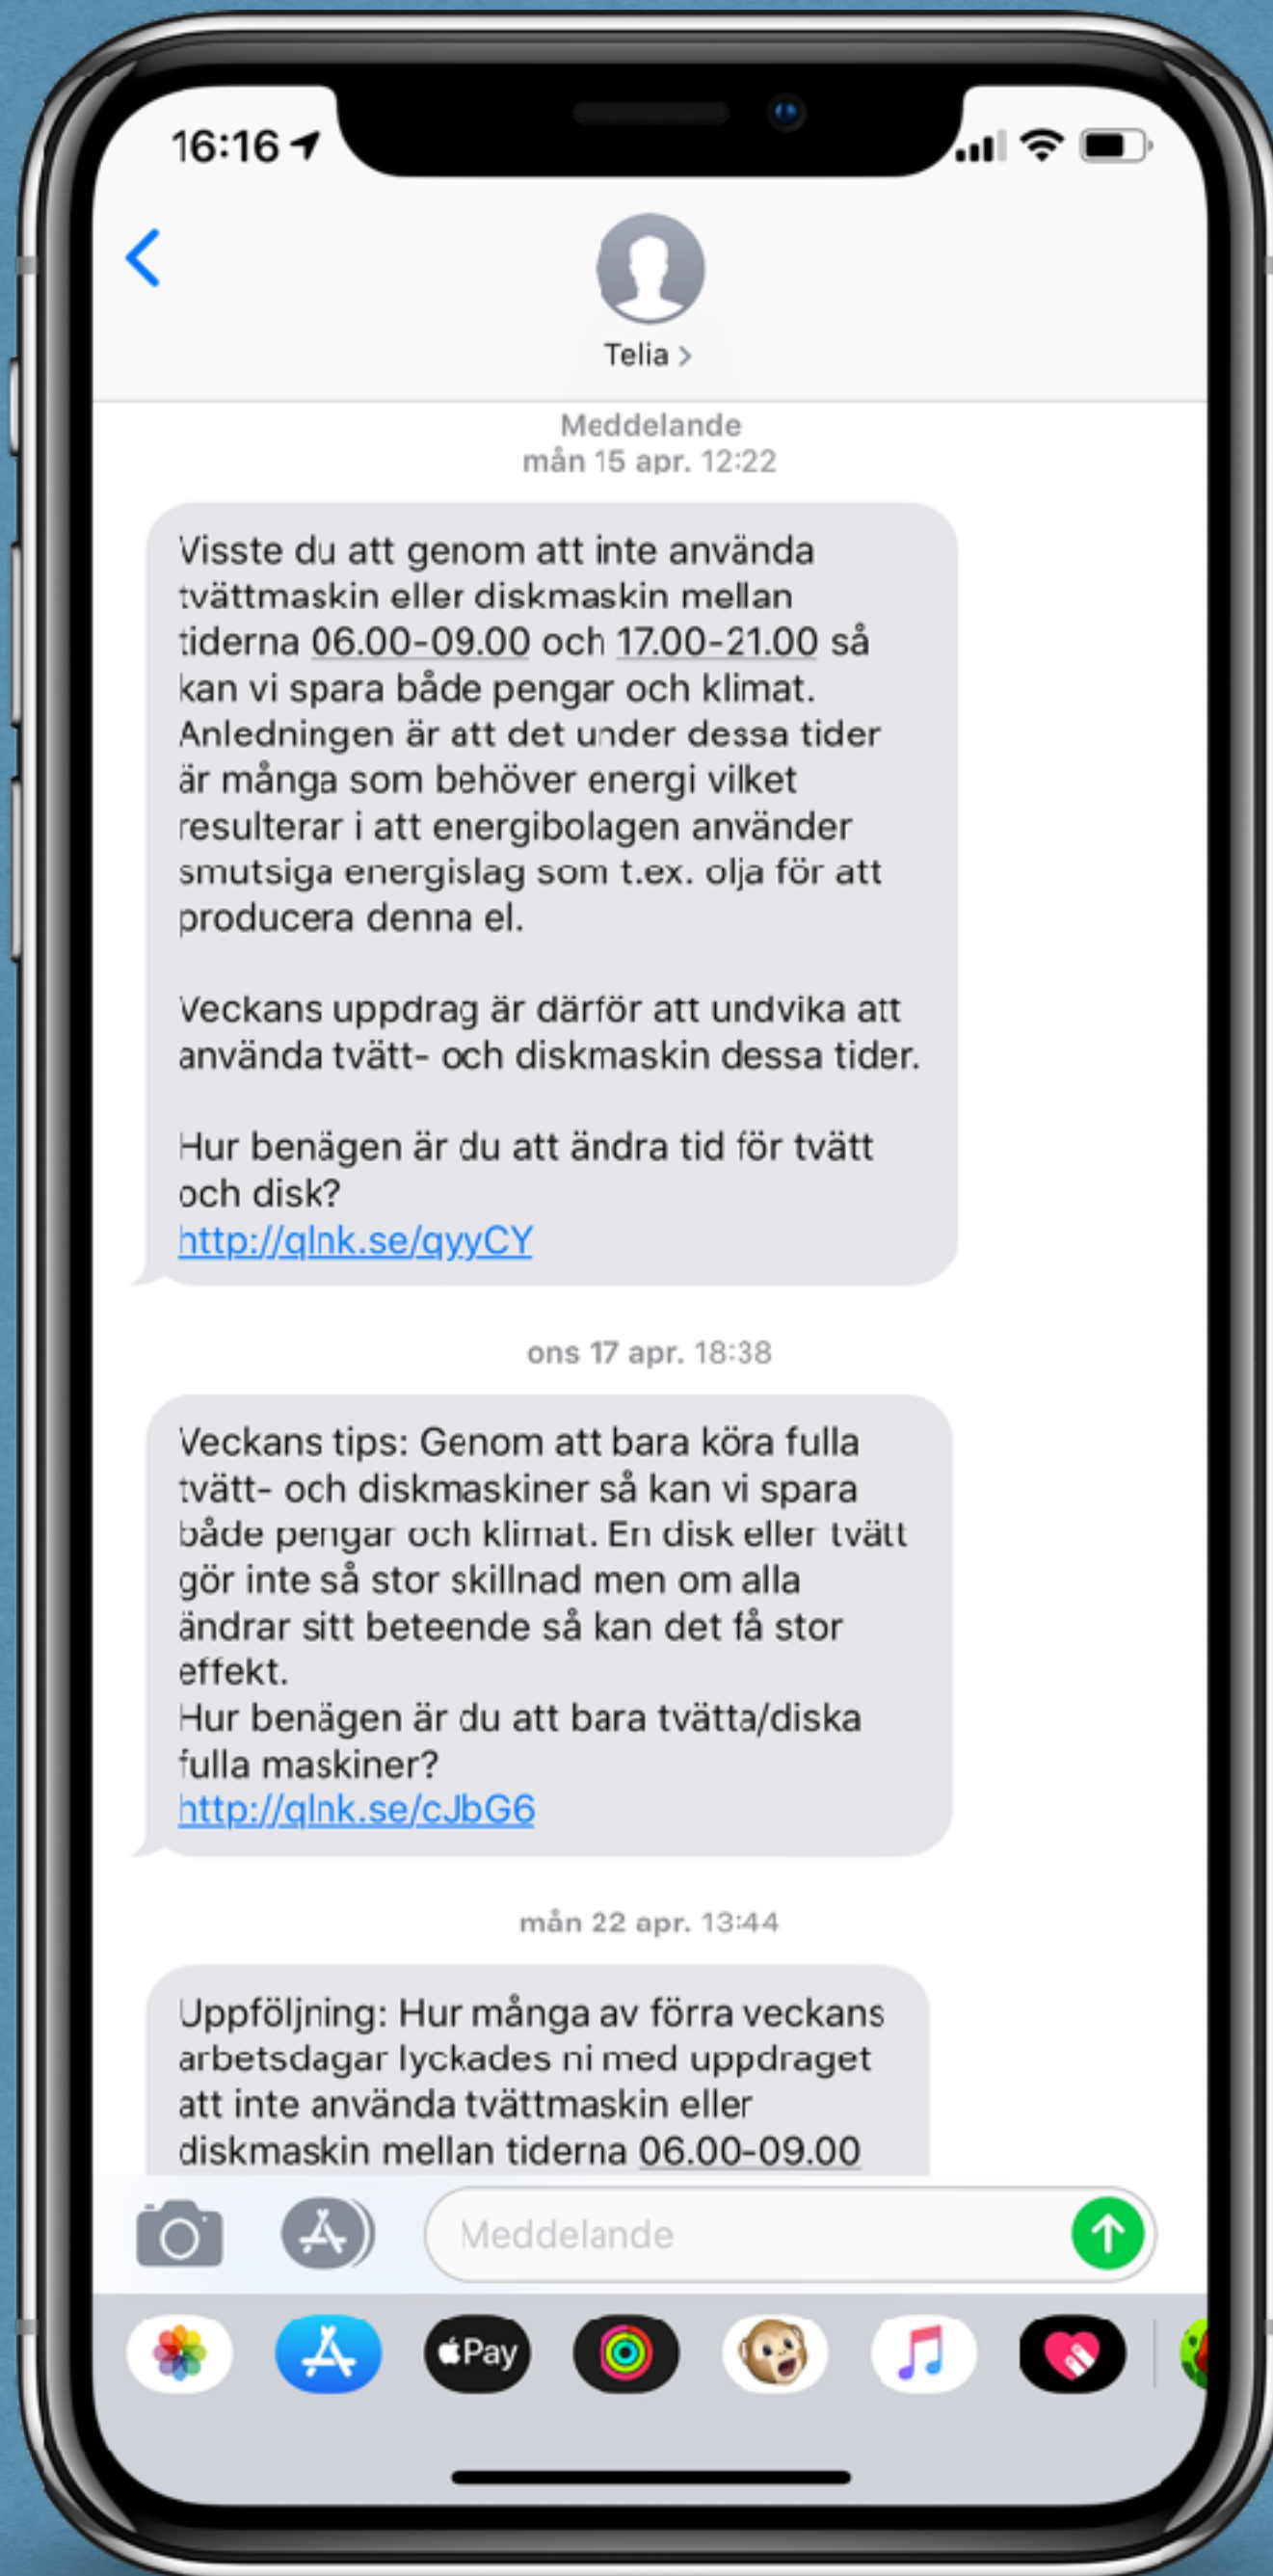 16:16
Telia >
Meddelande
mån 15 apr. 12:22
Visste du att genom att inte använda
tvättmaskin eller diskmaskin mellan
tiderna 06.00-09.00 och 17.00-21.00 så
kan vi spara både pengar och klimat.
Anledningen är att det under dessa tider
är många som behöver energi vilket
resulterar i att energibolagen använder
smutsiga energislag som t.ex. olja för att
producera denna el.
Veckans uppdrag är därför att undvika att
använda tvätt- och diskmaskin dessa tider.
Hur benägen är du att ändra tid för tvätt
och disk?
http://qlnk.se/qyyCY
ons 17 apr. 18:38
Veckans tips: Genom att bara köra fulla
tvätt- och diskmaskiner så kan vi spara
både pengar och klimat. En disk eller tvätt
gör inte så stor skillnad men om alla
ändrar sitt beteende så kan det få stor
effekt.
Hur benägen är du att bara tvätta/diska
fulla maskiner?
http://qlnk.se/cJbG6
mån 22 apr. 13:44
Uppföljning: Hur många av förra veckans
arbetsdagar lyckades ni med uppdraget
att inte använda tvättmaskin eller
diskmaskin mellan tiderna 06.00-09.00
Meddelande
Pay